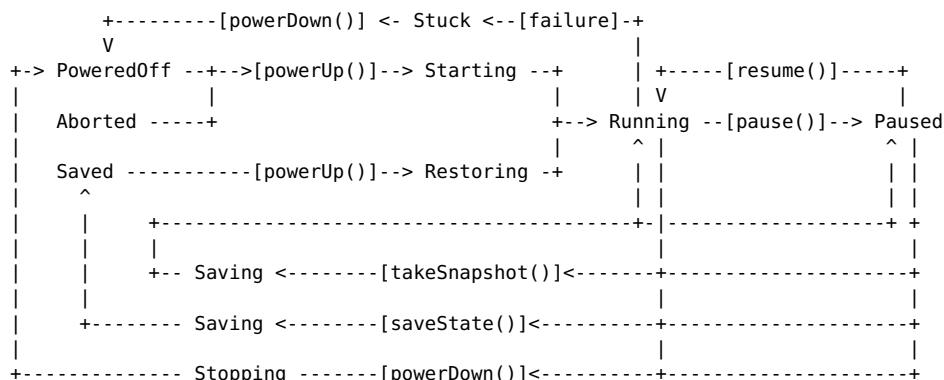 +---------[powerDown()] <- Stuck <--[failure]-+
V |
+-> PoweredOff --+-->[powerUp()]--> Starting --+ | +-----[resume()]-----+
| | | | V |
| Aborted -----+ +--> Running --[pause()]--> Paused
| | ^ | ^ |
| Saved -----------[powerUp()]--> Restoring -+ | | | |
| ^ | | | |
| | +-----------------------------------------+-|-------------------+ +
| | | | |
| | +-- Saving <--------[takeSnapshot()]<-------+---------------------+
| | | |
| +-------- Saving <--------[saveState()]<----------+---------------------+
| | |
+-------------- Stopping -------[powerDown()]<----------+---------------------+